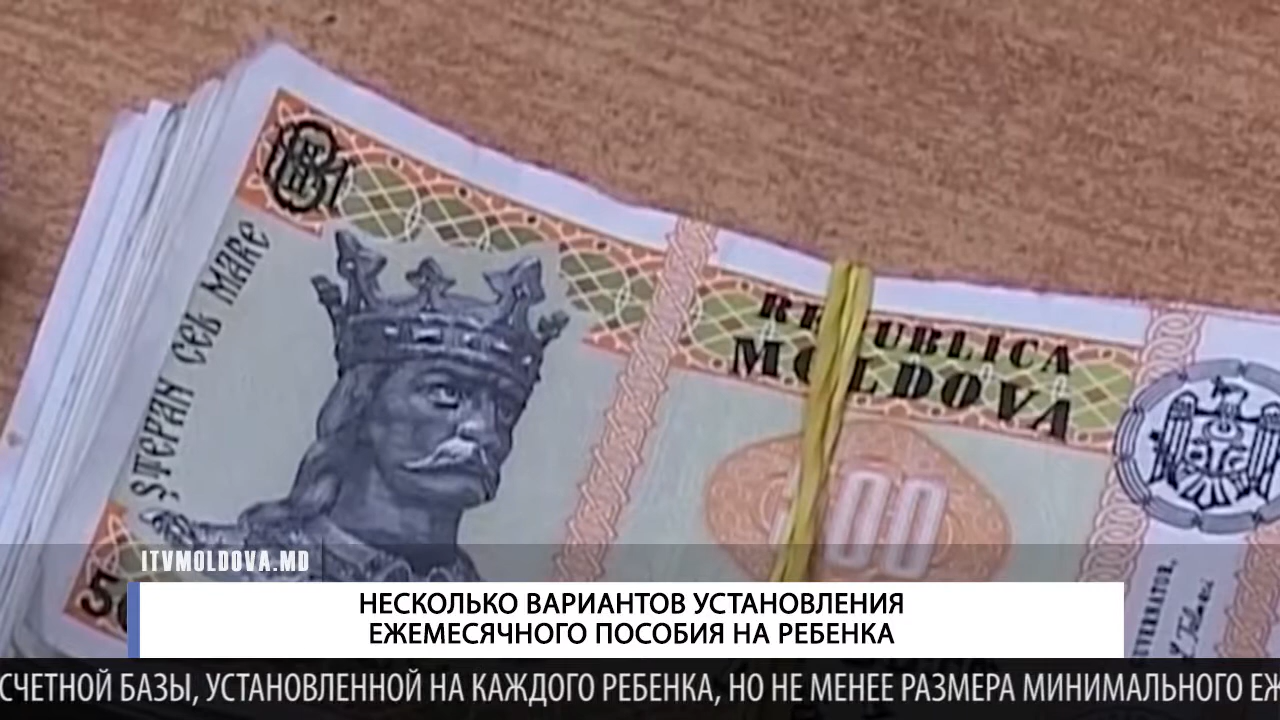 ȘTEFAN CEL MARE
REPUBLICA
MOLDOVA
GUVERNATOR,
ITVMOLDOVA.MD
НЕСКОЛЬКО ВАРИАНТОВ УСТАНОВЛЕНИЯ
ЕЖЕМЕСЯЧНОГО ПОСОБИЯ НА РЕБЕНКА
СЧЕТНОЙ БАЗЫ, УСТАНОВЛЕННОЙ НА КАЖДОГО РЕБЕНКА, НО НЕ МЕНЕЕ РАЗМЕРА МИНИМАЛЬНОГО